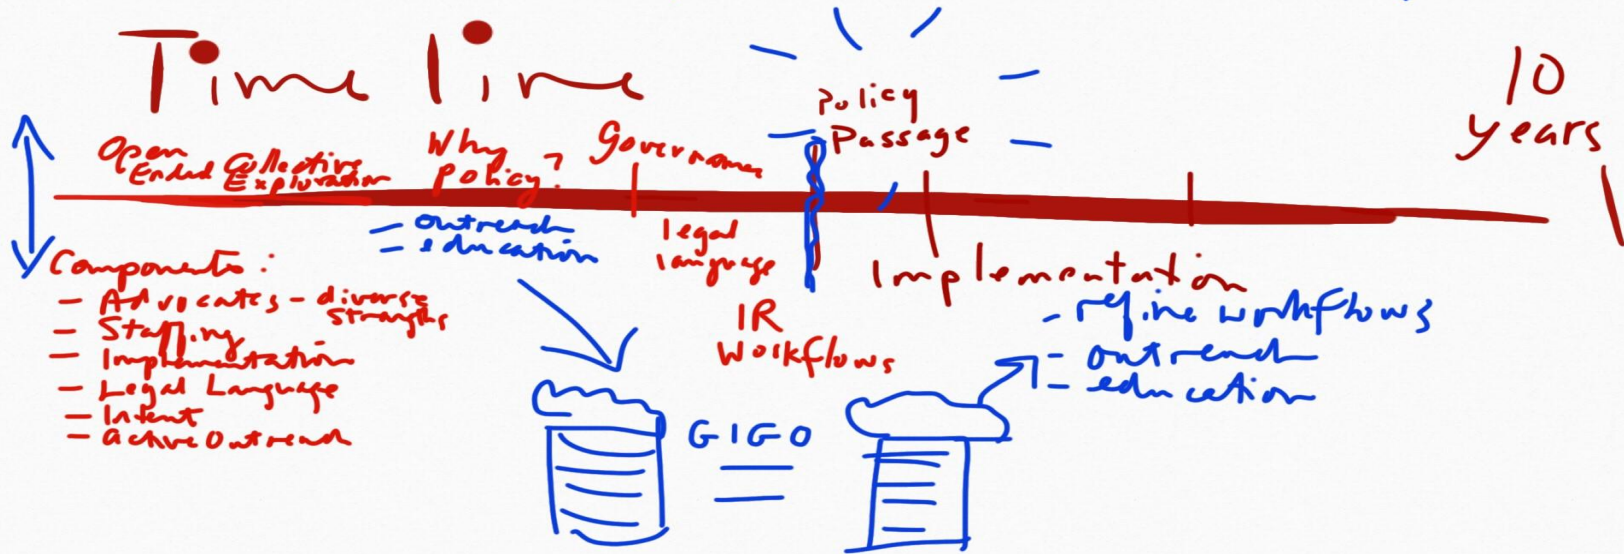 Time line
10
years
Policy
Passage
Open
Ended Collective
Exploration
Why
Policy?
Governance
- outreach
- education
legal
language
IR
Workflows
Implementation
- refine workflows
- outreach
- education
Components:
- Advocates - diverse
strengths
- Staffing
- Implementation
- Legal Language
- Intent
- active outreach
GIGO